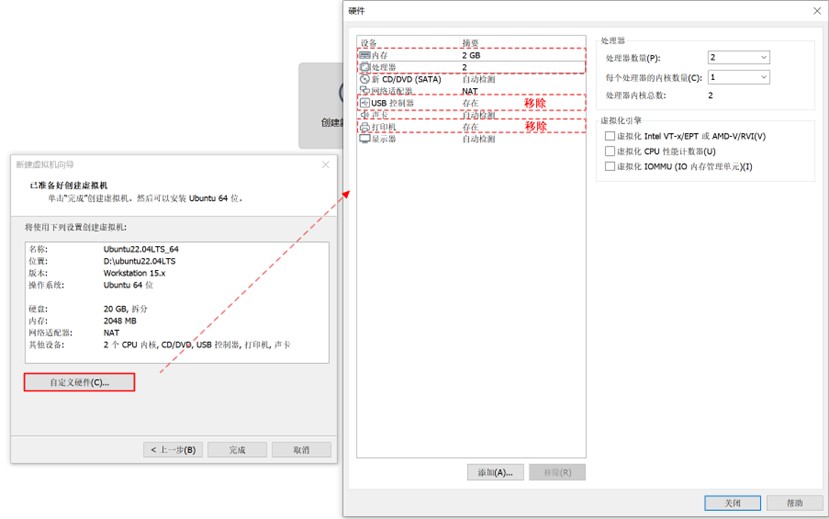 创建新
新建虚拟机向导
已准备好创建虚拟机
单击"完成"创建虚拟机。然后可以安装 Ubuntu 64 位。
将使用下列设置创建虚拟机:
名称: Ubuntu22.04LTS_64
位置: D:\ubuntu22.04LTS
版本: Workstation 15.x
操作系统: Ubuntu 64 位
硬盘: 20 GB, 拆分
内存: 2048 MB
网络适配器: NAT
其他设备: 2 个 CPU 内核, CD/DVD, USB 控制器, 打印机, 声卡
自定义硬件(C)...
< 上一步(B) 完成 取消
硬件
设备 摘要
内存 2 GB
处理器 2
新 CD/DVD (SATA) 自动检测
网络适配器 NAT
USB 控制器 存在 移除
声卡 自动检测
打印机 存在 移除
显示器 自动检测
添加(A)... 移除(R)
处理器
处理器数量(P): 2
每个处理器的内核数量(C): 1
处理器内核总数: 2
虚拟化引擎
虚拟化 Intel VT-x/EPT 或 AMD-V/RVI(V)
虚拟化 CPU 性能计数器(U)
虚拟化 IOMMU (IO 内存管理单元)(I)
关闭 帮助